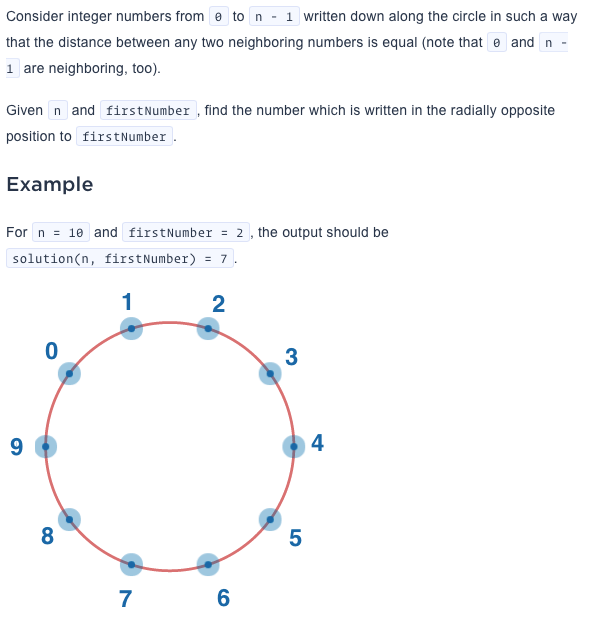 Consider integer numbers from 0 to n - 1 written down along the circle in such a way
that the distance between any two neighboring numbers is equal (note that 0 and n -
1 are neighboring, too).
Given n and firstNumber, find the number which is written in the radially opposite
position to firstNumber.
Example
For n = 10 and firstNumber = 2, the output should be
solution(n, firstNumber) = 7.
1 2
0 3
9 4
8 5
7 6